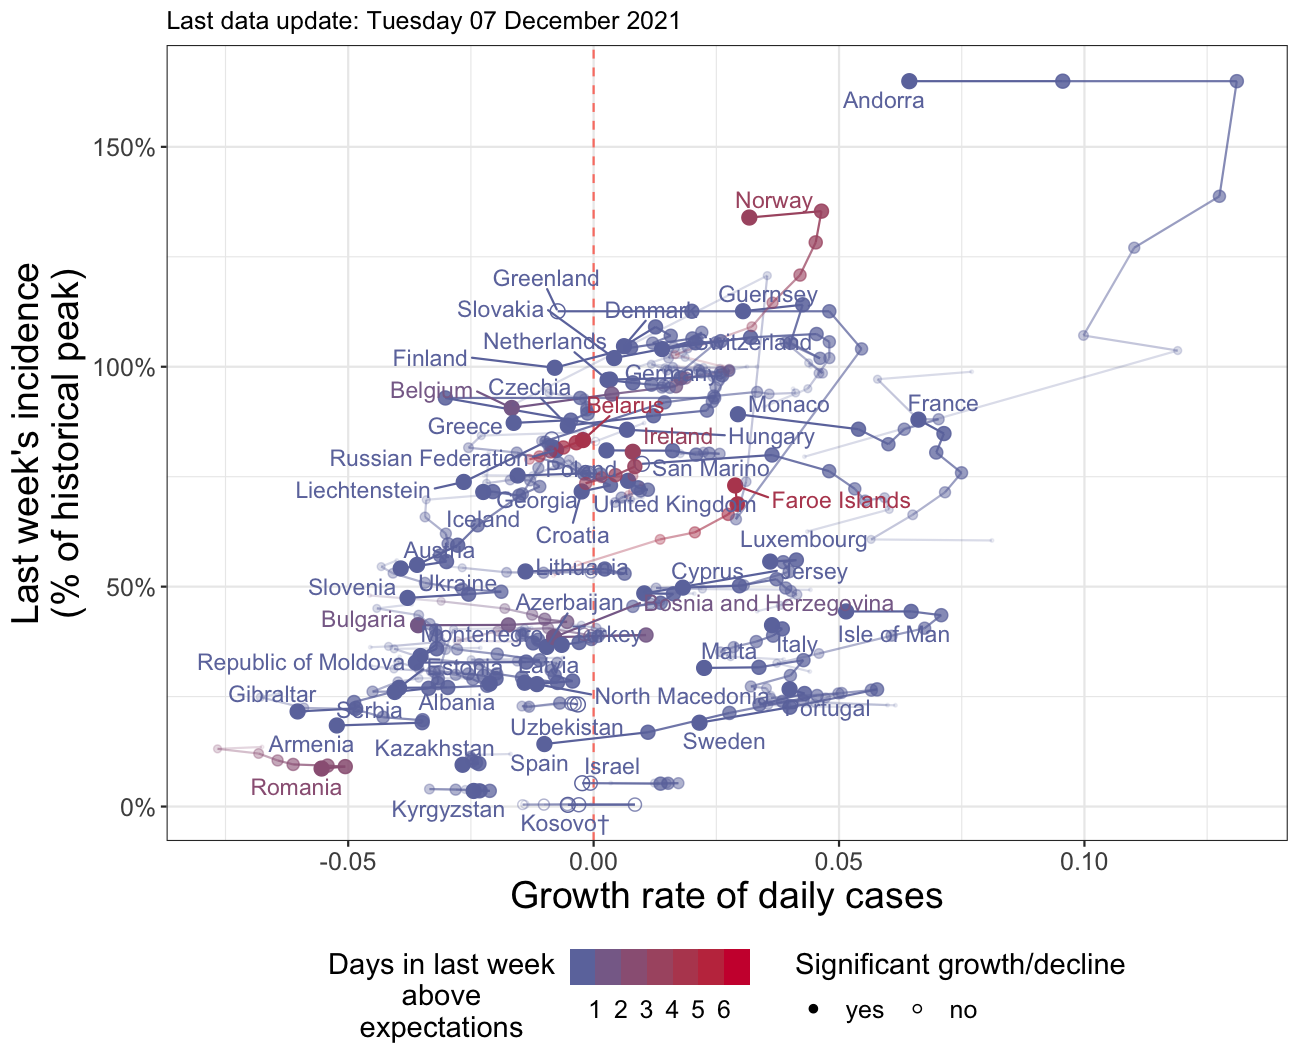 Last data update: Tuesday 07 December 2021
Last week's incidence
(% of historical peak)
150%
100%
50%
0%
Andorra
Norway
Greenland
Guernsey
Slovakia
Denmark
Netherlands
Switzerland
Finland
Germany
Belgium
Czechia
Belarus
Monaco
France
Greece
Ireland
Hungary
Russian Federation
Poland
San Marino
Liechtenstein
Georgia
United Kingdom
Faroe Islands
Iceland
Croatia
Luxembourg
Austria
Lithuania
Cyprus
Jersey
Slovenia
Ukraine
Azerbaijan
Bosnia and Herzegovina
Bulgaria
Montenegro
Turkey
Isle of Man
Italy
Malta
Republic of Moldova
Estonia
Latvia
Gibraltar
North Macedonia
Serbia
Albania
Portugal
Uzbekistan
Sweden
Armenia
Kazakhstan
Spain
Israel
Romania
Kyrgyzstan
Kosovo†
-0.05
0.00
0.05
0.10
Growth rate of daily cases
Days in last week
above
expectations
1 2 3 4 5 6
Significant growth/decline
yes
no